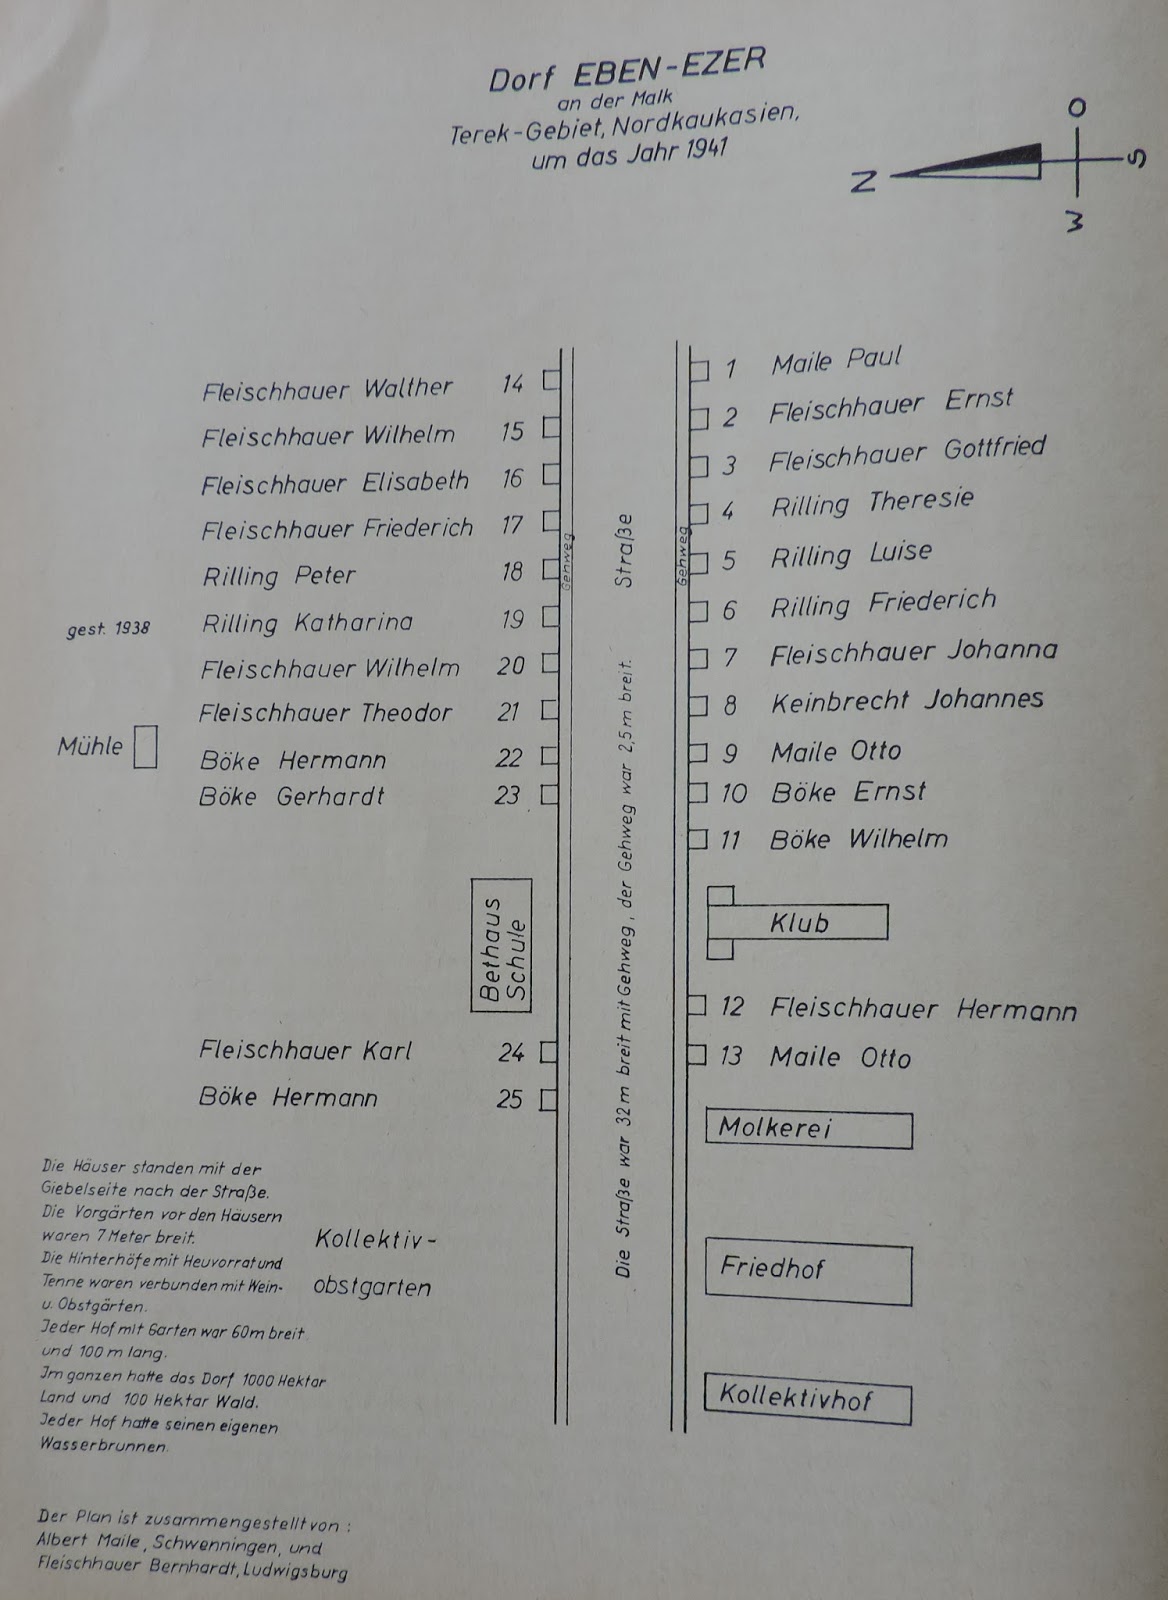 Dorf EBEN-EZER
an der Malk
Terek-Gebiet, Nordkaukasien,
um das Jahr 1941
O
N
S
W
Fleischhauer Walther 14
Fleischhauer Wilhelm 15
Fleischhauer Elisabeth 16
Fleischhauer Friederich 17
Rilling Peter 18
gest. 1938 Rilling Katharina 19
Fleischhauer Wilhelm 20
Fleischhauer Theodor 21
Mühle
Böke Hermann 22
Böke Gerhardt 23
Bethaus
Schule
Fleischhauer Karl 24
Böke Hermann 25
Gehweg
Straße
Die Straße war 32 m breit mit Gehweg, der Gehweg war 2,5 m breit.
Gehweg
1 Maile Paul
2 Fleischhauer Ernst
3 Fleischhauer Gottfried
4 Rilling Theresie
5 Rilling Luise
6 Rilling Friederich
7 Fleischhauer Johanna
8 Keinbrecht Johannes
9 Maile Otto
10 Böke Ernst
11 Böke Wilhelm
Klub
12 Fleischhauer Hermann
13 Maile Otto
Molkerei
Friedhof
Kollektivhof
Kollektiv-
obstgarten
Die Häuser standen mit der
Giebelseite nach der Straße.
Die Vorgärten vor den Häusern
waren 7 Meter breit.
Die Hinterhöfe mit Heuvorrat und
Tenne waren verbunden mit Wein-
u. Obstgärten.
Jeder Hof mit Garten war 60m breit
und 100 m lang.
Im ganzen hatte das Dorf 1000 Hektar
Land und 100 Hektar Wald.
Jeder Hof hatte seinen eigenen
Wasserbrunnen.
Der Plan ist zusammengestellt von :
Albert Maile, Schwenningen, und
Fleischhauer Bernhardt, Ludwigsburg